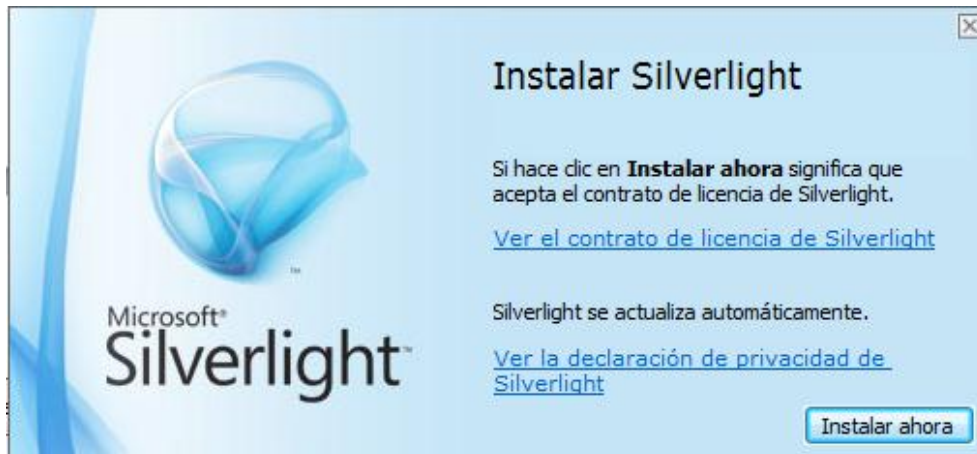 Instalar Silverlight
Si hace clic en Instalar ahora significa que
acepta el contrato de licencia de Silverlight.
Ver el contrato de licencia de Silverlight
Silverlight se actualiza automáticamente.
Ver la declaración de privacidad de
Silverlight
Instalar ahora
™
Microsoft®
Silverlight™